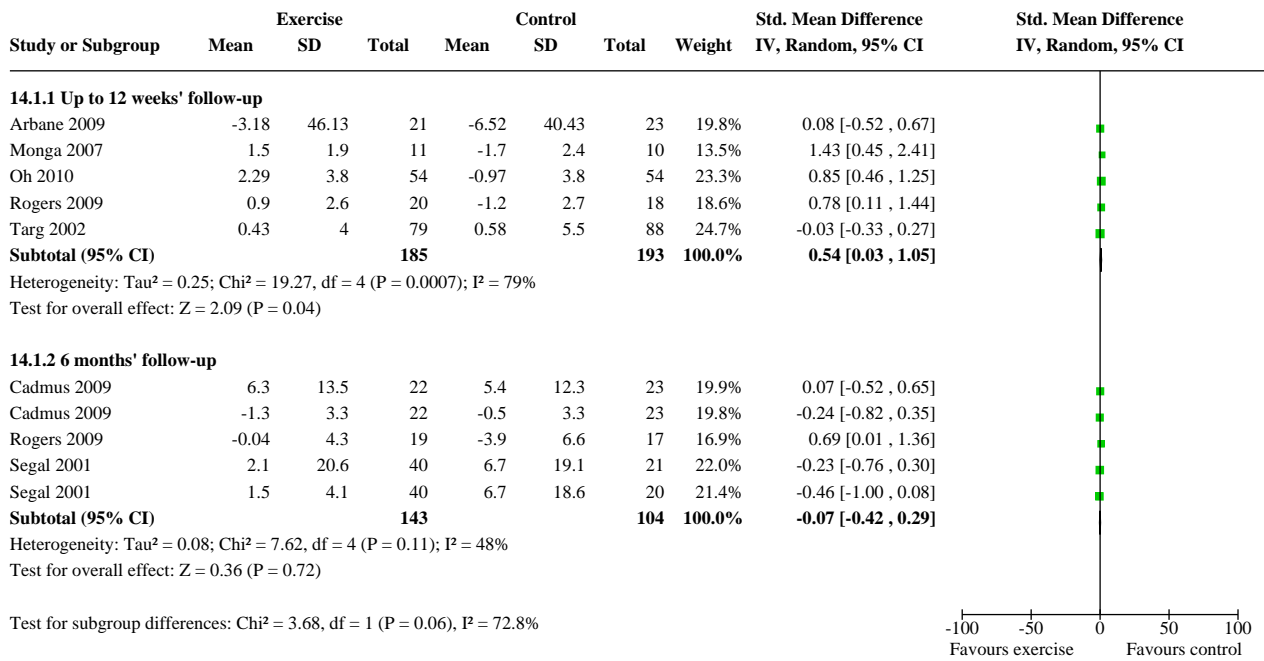 Exercise Control Std. Mean Difference Std. Mean Difference
Study or Subgroup Mean SD Total Mean SD Total Weight IV, Random, 95% CI IV, Random, 95% CI
14.1.1 Up to 12 weeks' follow-up
Arbane 2009 -3.18 46.13 21 -6.52 40.43 23 19.8% 0.08 [-0.52 , 0.67]
Monga 2007 1.5 1.9 11 -1.7 2.4 10 13.5% 1.43 [0.45 , 2.41]
Oh 2010 2.29 3.8 54 -0.97 3.8 54 23.3% 0.85 [0.46 , 1.25]
Rogers 2009 0.9 2.6 20 -1.2 2.7 18 18.6% 0.78 [0.11 , 1.44]
Targ 2002 0.43 4 79 0.58 5.5 88 24.7% -0.03 [-0.33 , 0.27]
Subtotal (95% CI) 185 193 100.0% 0.54 [0.03 , 1.05]
Heterogeneity: Tau² = 0.25; Chi² = 19.27, df = 4 (P = 0.0007); I² = 79%
Test for overall effect: Z = 2.09 (P = 0.04)
14.1.2 6 months' follow-up
Cadmus 2009 6.3 13.5 22 5.4 12.3 23 19.9% 0.07 [-0.52 , 0.65]
Cadmus 2009 -1.3 3.3 22 -0.5 3.3 23 19.8% -0.24 [-0.82 , 0.35]
Rogers 2009 -0.04 4.3 19 -3.9 6.6 17 16.9% 0.69 [0.01 , 1.36]
Segal 2001 2.1 20.6 40 6.7 19.1 21 22.0% -0.23 [-0.76 , 0.30]
Segal 2001 1.5 4.1 40 6.7 18.6 20 21.4% -0.46 [-1.00 , 0.08]
Subtotal (95% CI) 143 104 100.0% -0.07 [-0.42 , 0.29]
Heterogeneity: Tau² = 0.08; Chi² = 7.62, df = 4 (P = 0.11); I² = 48%
Test for overall effect: Z = 0.36 (P = 0.72)
Test for subgroup differences: Chi² = 3.68, df = 1 (P = 0.06), I² = 72.8%
-100 -50 0 50 100
Favours exercise Favours control